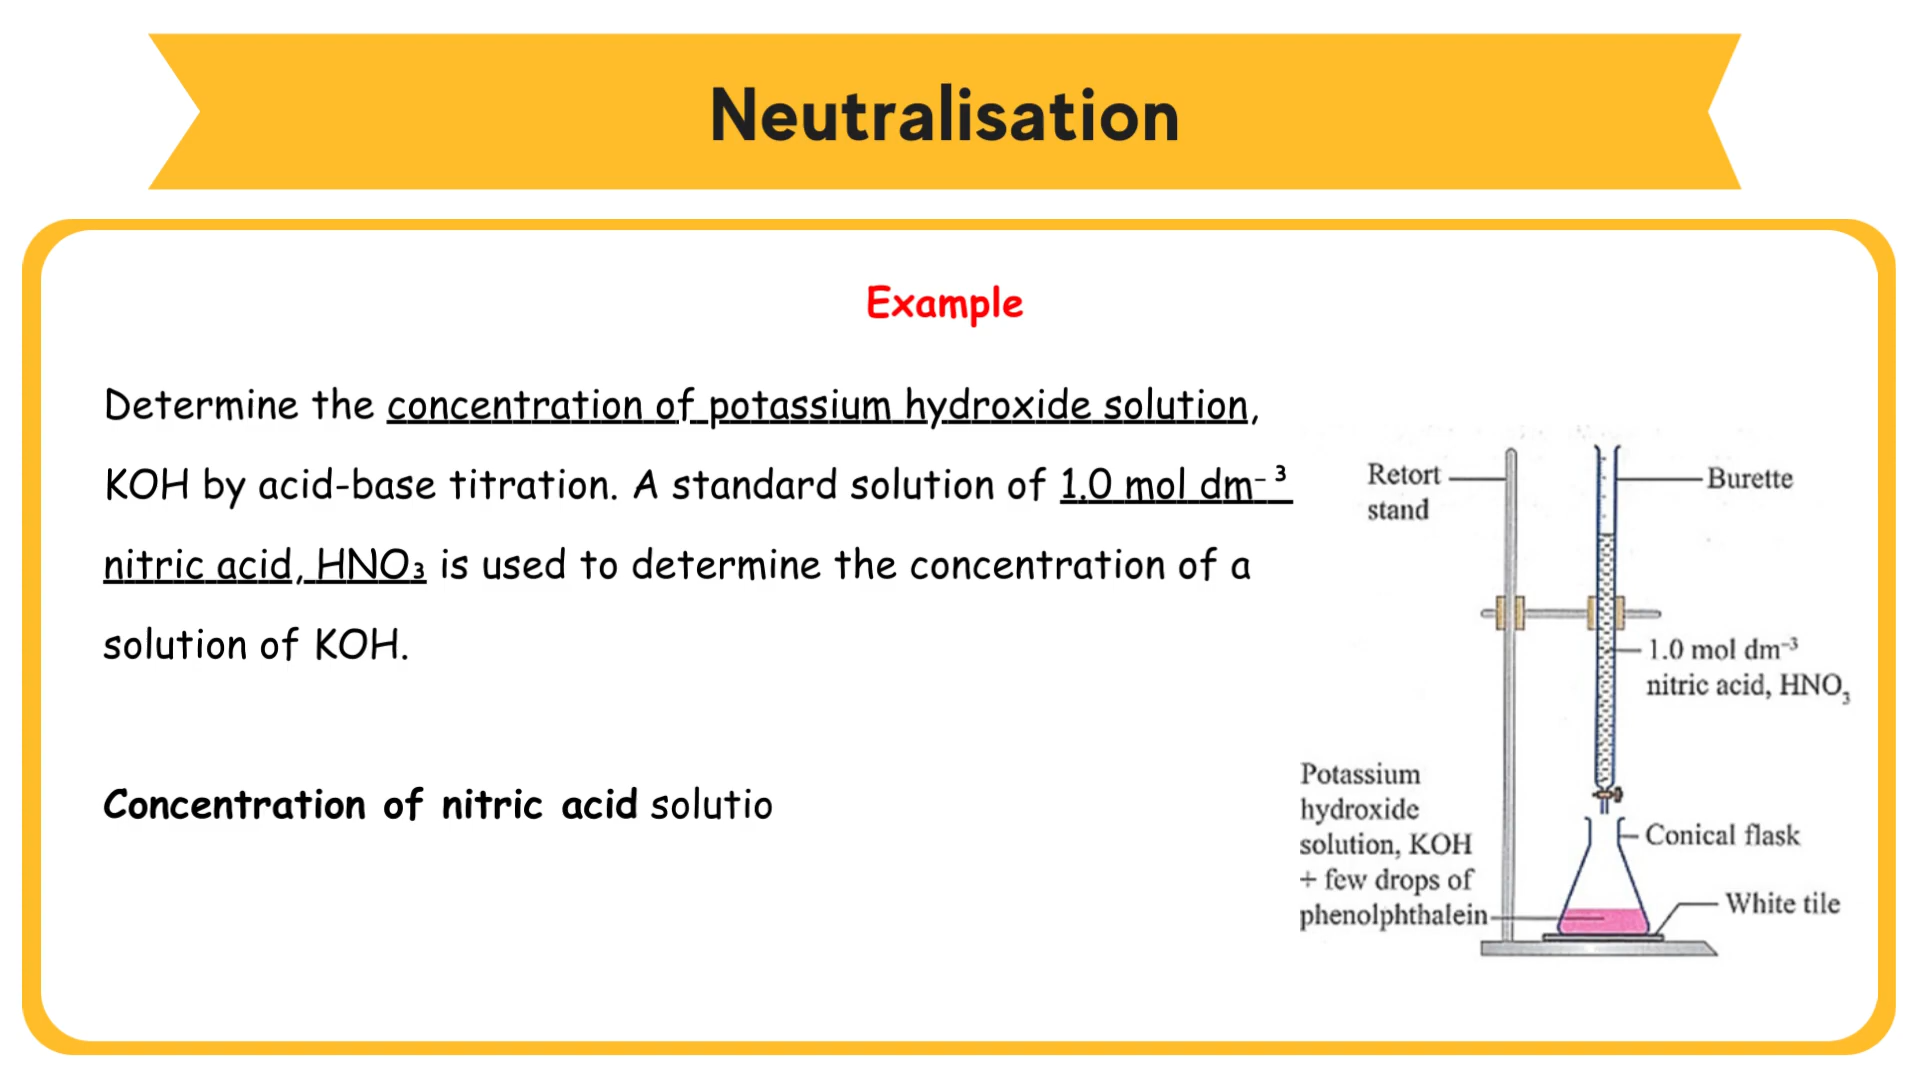 Neutralisation
Example
Determine the concentration of potassium hydroxide solution,
KOH by acid-base titration. A standard solution of 1.0 mol dm⁻³
nitric acid, HNO₃ is used to determine the concentration of a
solution of KOH.
Concentration of nitric acid solutio
Retort
stand
Burette
1.0 mol dm⁻³
nitric acid, HNO₃
Potassium
hydroxide
solution, KOH
+ few drops of
phenolphthalein
Conical flask
White tile